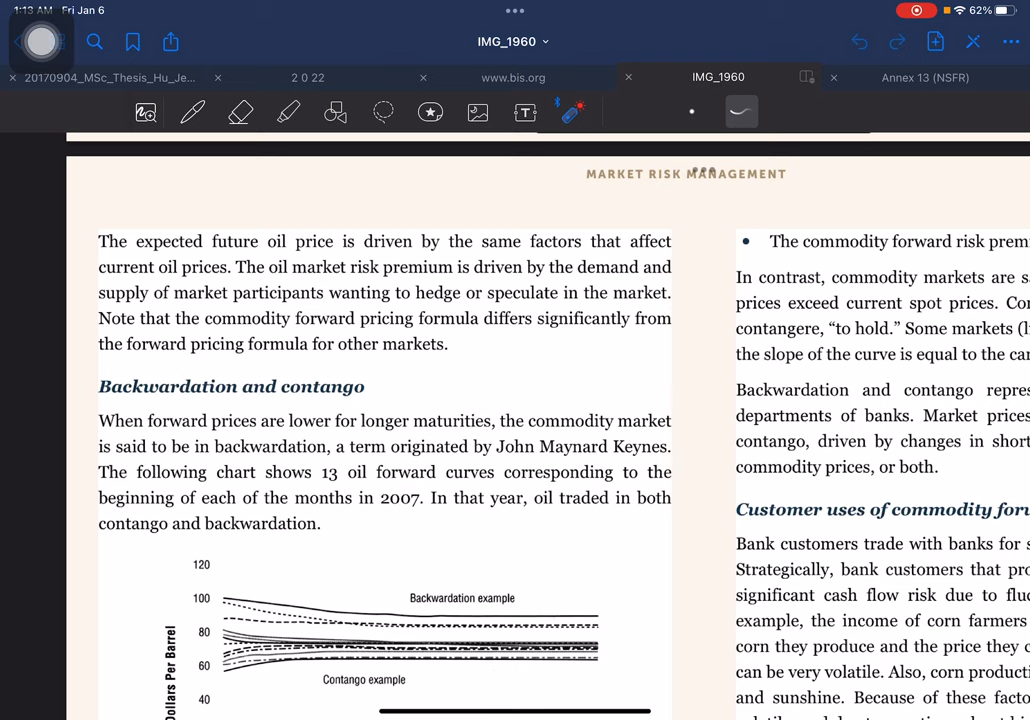 1:13 AM Fri Jan 6
62%
IMG_1960
20170904_MSc_Thesis_Hu_Je...
2 0 22
www.bis.org
IMG_1960
Annex 13 (NSFR)
MARKET RISK MANAGEMENT
The expected future oil price is driven by the same factors that affect
current oil prices. The oil market risk premium is driven by the demand and
supply of market participants wanting to hedge or speculate in the market.
Note that the commodity forward pricing formula differs significantly from
the forward pricing formula for other markets.
Backwardation and contango
When forward prices are lower for longer maturities, the commodity market
is said to be in backwardation, a term originated by John Maynard Keynes.
The following chart shows 13 oil forward curves corresponding to the
beginning of each of the months in 2007. In that year, oil traded in both
contango and backwardation.
120
100
80
60
40
Dollars Per Barrel
Backwardation example
Contango example
• The commodity forward risk prem
In contrast, commodity markets are s
prices exceed current spot prices. Co
contangere, “to hold.” Some markets (l
the slope of the curve is equal to the ca
Backwardation and contango repres
departments of banks. Market prices
contango, driven by changes in short
commodity prices, or both.
Customer uses of commodity foru
Bank customers trade with banks for s
Strategically, bank customers that pro
significant cash flow risk due to fluc
example, the income of corn farmers
corn they produce and the price they c
can be very volatile. Also, corn producti
and sunshine. Because of these facto